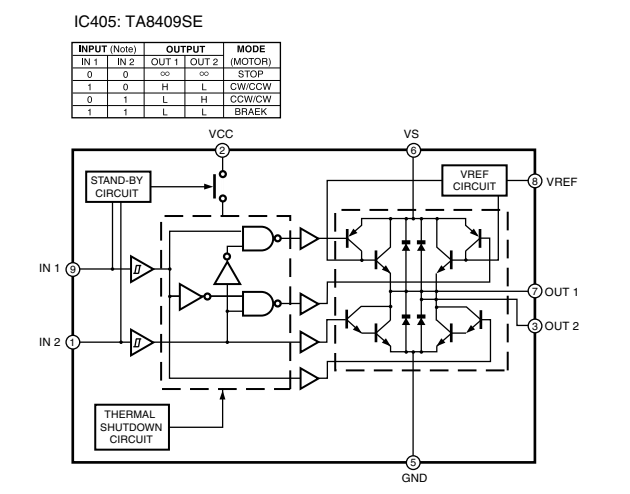 IC405: TA8409SE
INPUT (Note) OUTPUT MODE
IN 1 IN 2 OUT 1 OUT 2 (MOTOR)
0 0 ∞ ∞ STOP
1 0 H L CW/CCW
0 1 L H CCW/CW
1 1 L L BRAEK
VCC VS
2 6
STAND-BY
CIRCUIT
VREF
CIRCUIT
8 VREF
IN 1 9
7 OUT 1
3 OUT 2
IN 2 1
THERMAL
SHUTDOWN
CIRCUIT
5
GND